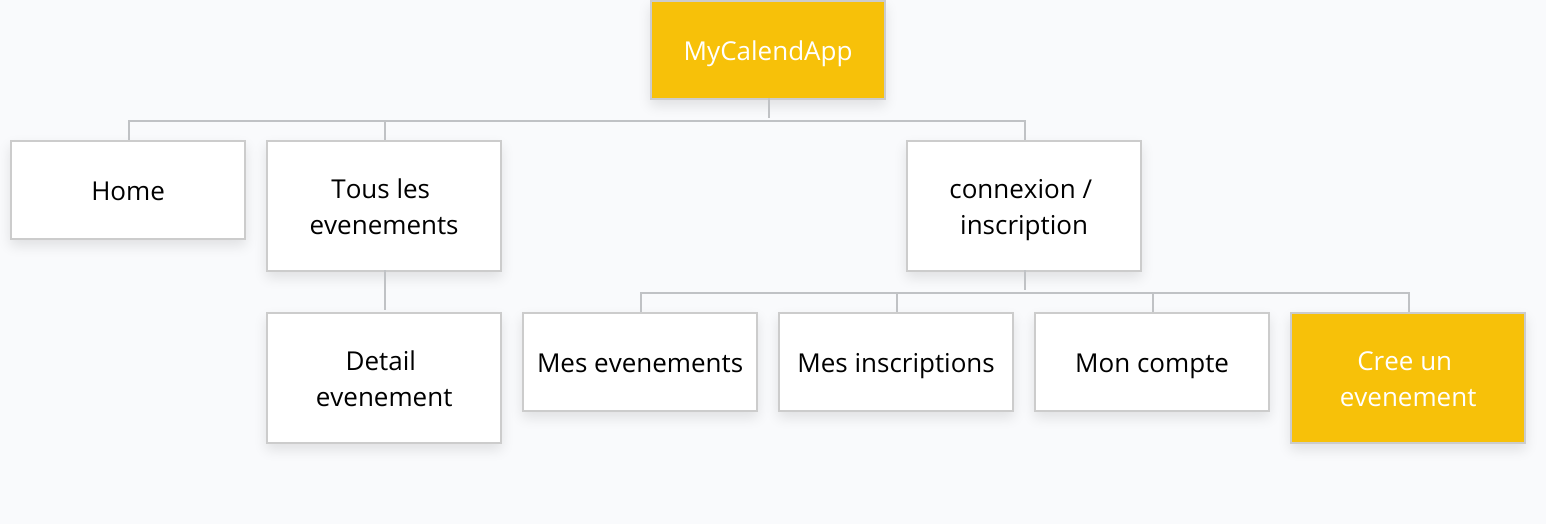 MyCalendApp
Home
Tous les
evenements
connexion /
inscription
Detail
evenement
Mes evenements
Mes inscriptions
Mon compte
Cree un
evenement